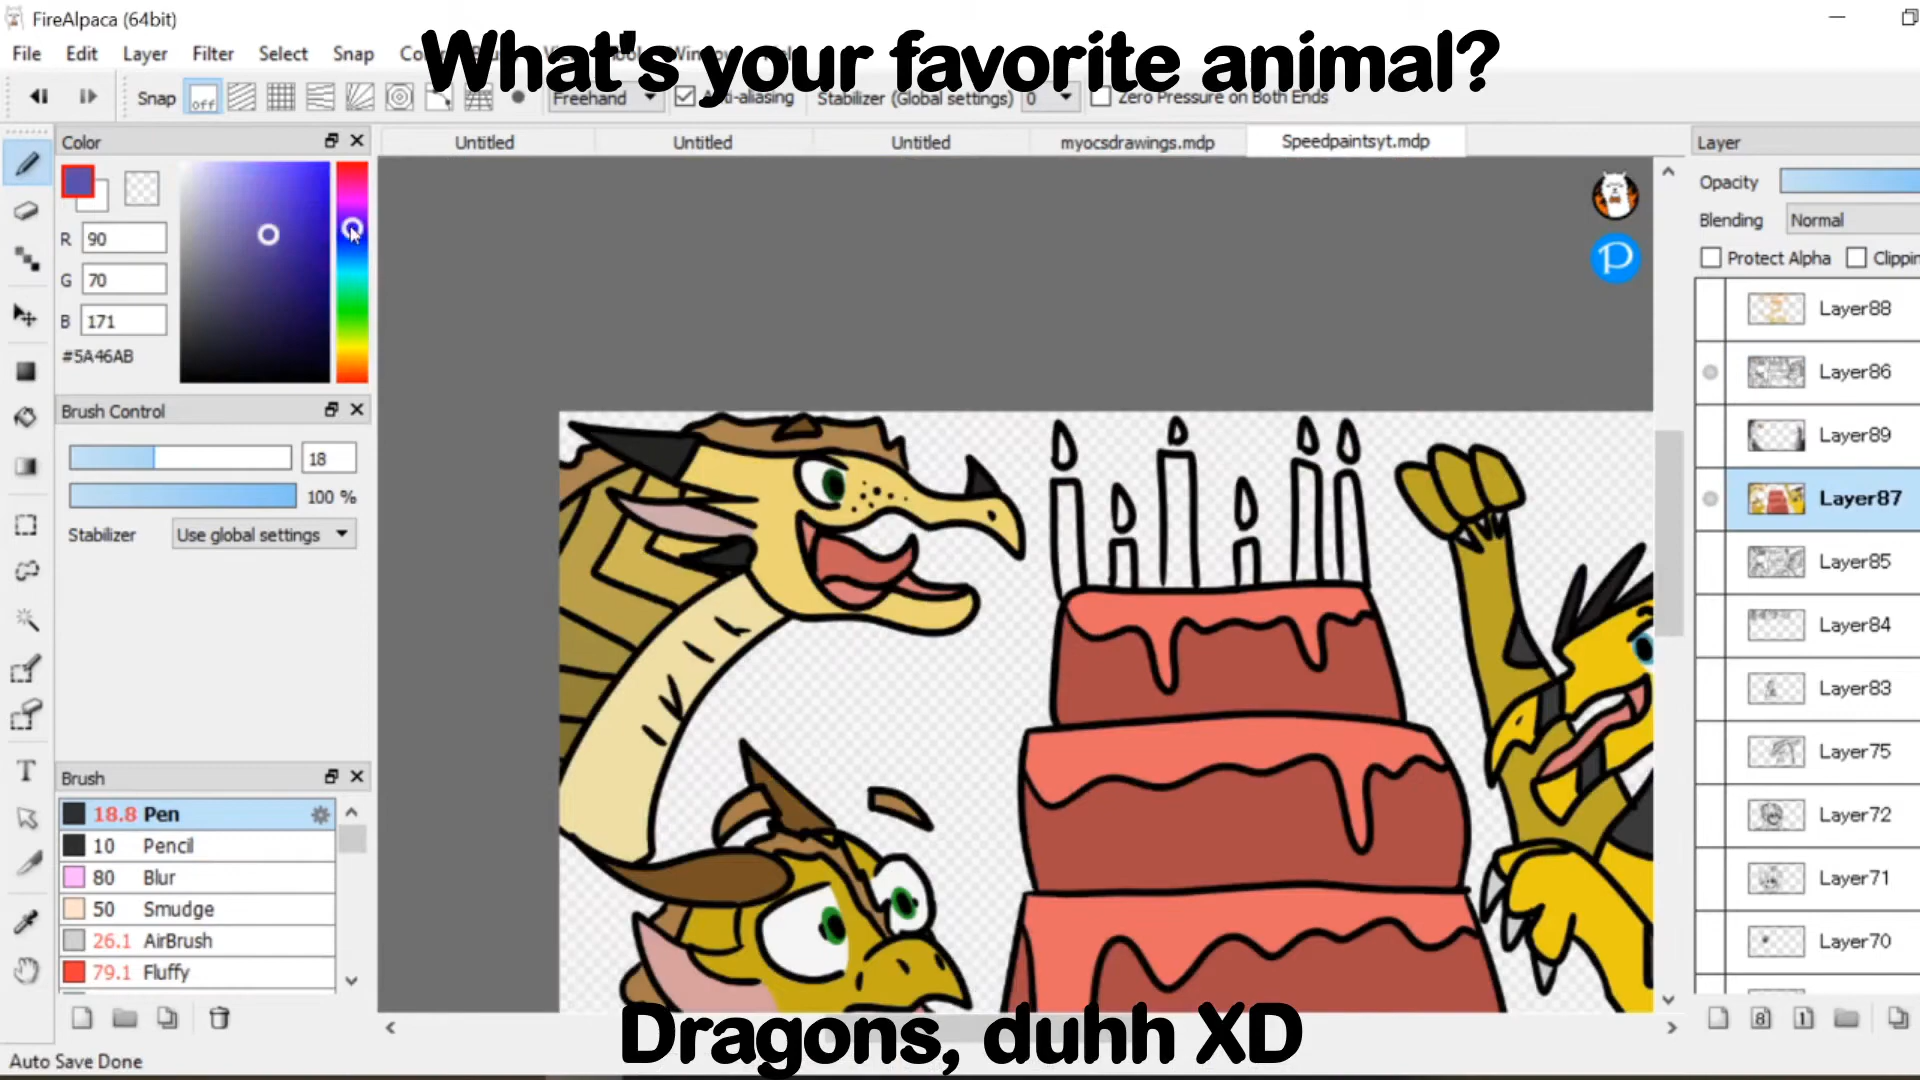 FireAlpaca (64bit)
What's your favorite animal?
File Edit Layer Filter Select Snap
Snap off Freehand Stabilizer (Global settings) 0 Zero Pressure on Both Ends
Color Untitled Untitled Untitled myocsdrawings.mdp Speedpaintsyt.mdp Layer
Opacity
Blending Normal
Protect Alpha
R 90
G 70
B 171
#5A46AB
Brush Control
18
100 %
Stabilizer Use global settings
Brush
18.8 Pen
10 Pencil
80 Blur
50 Smudge
26.1 AirBrush
79.1 Fluffy
Layer88
Layer86
Layer89
Layer87
Layer85
Layer84
Layer83
Layer75
Layer72
Layer71
Layer70
8 1
Dragons, duhh XD
Auto Save Done